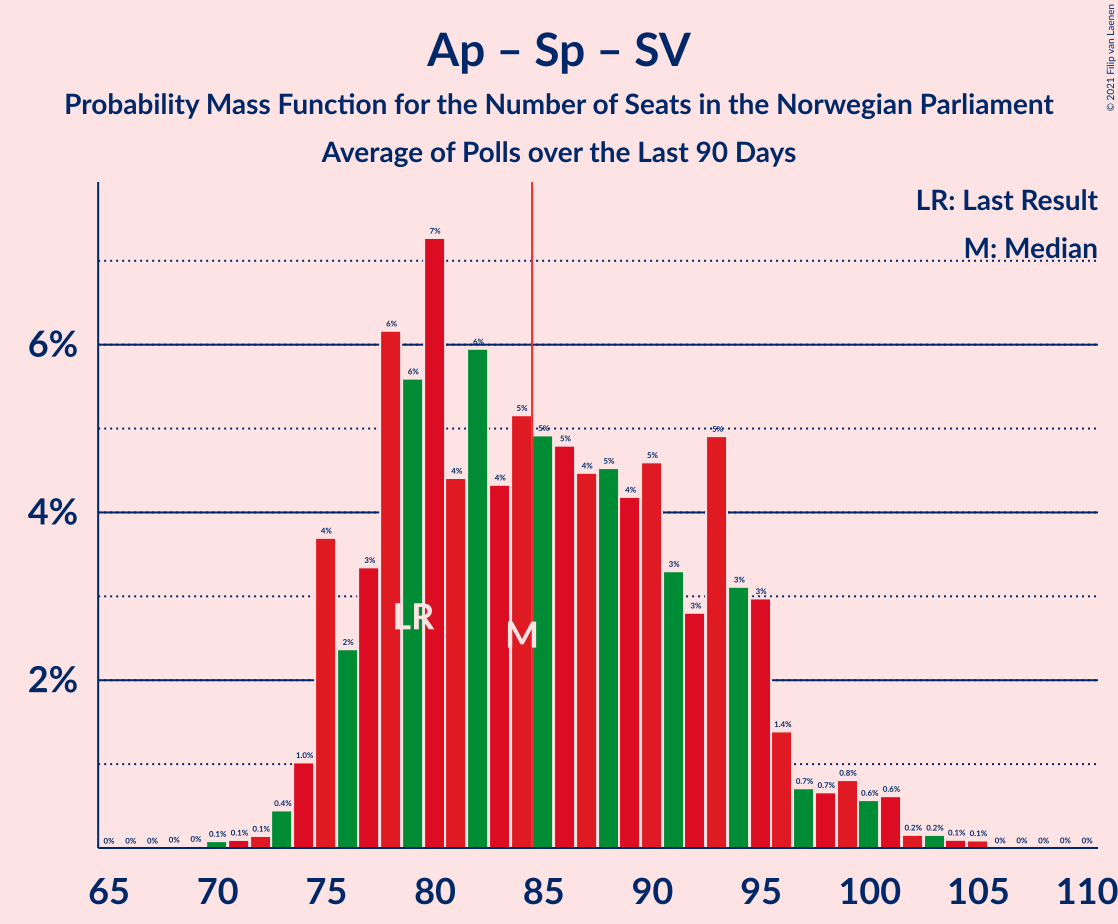 Ap – Sp – SV
Probability Mass Function for the Number of Seats in the Norwegian Parliament
Average of Polls over the Last 90 Days
© 2021 Filip van Laenen
LR: Last Result
M: Median
6%
4%
2%
0% 0% 0% 0% 0% 0.1% 0.1% 0.1% 0.4% 1.0% 4% 2% 3% 6% 6% 7% 4% 6% 4% 5% 5% 5% 4% 5% 4% 5% 3% 3% 5% 3% 3% 1.4% 0.7% 0.7% 0.8% 0.6% 0.6% 0.2% 0.2% 0.1% 0.1% 0% 0% 0% 0% 0%
LR
M
65 70 75 80 85 90 95 100 105 110